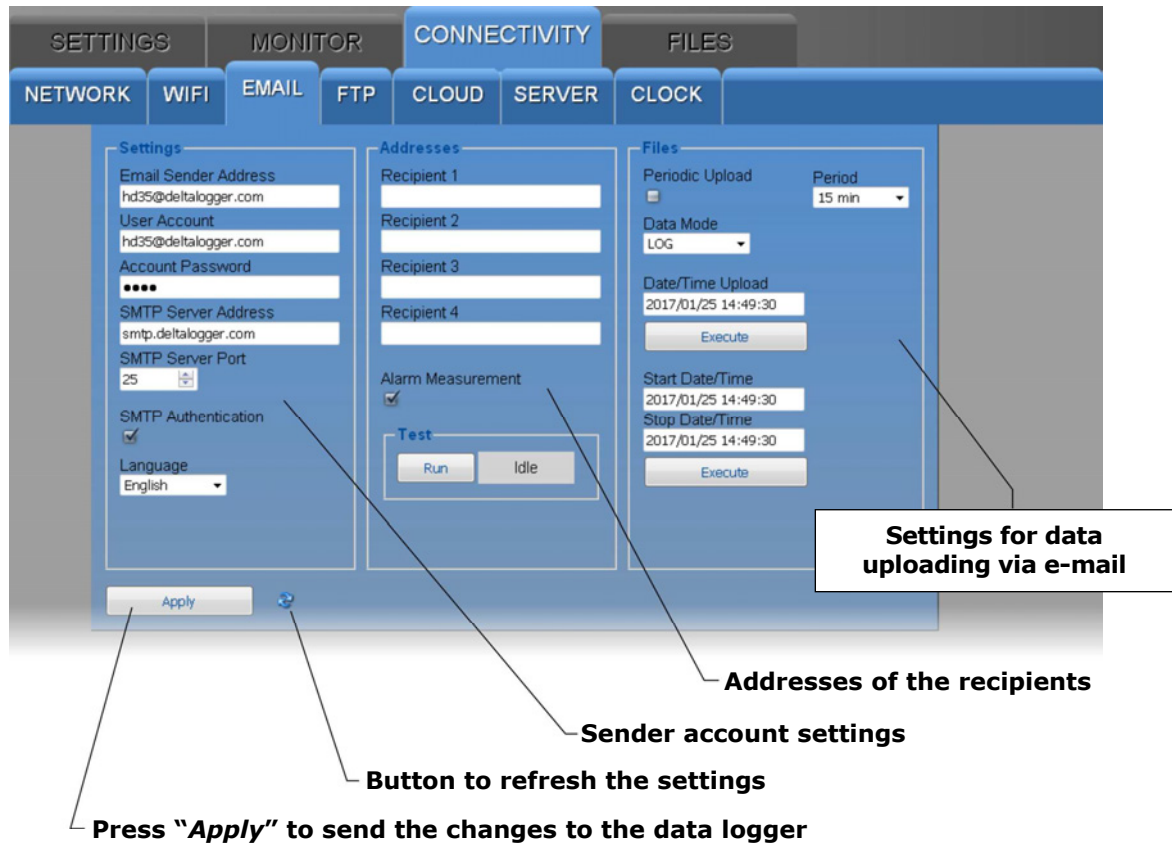 SETTINGS MONITOR CONNECTIVITY FILES
NETWORK WIFI EMAIL FTP CLOUD SERVER CLOCK
Settings
Email Sender Address
hd35@deltalogger.com
User Account
hd35@deltalogger.com
Account Password
••••
SMTP Server Address
smtp.deltalogger.com
SMTP Server Port
25
SMTP Authentication
Language
English
Addresses
Recipient 1
Recipient 2
Recipient 3
Recipient 4
Alarm Measurement
Test
Run Idle
Files
Periodic Upload
Period
15 min
Data Mode
LOG
Date/Time Upload
2017/01/25 14:49:30
Execute
Start Date/Time
2017/01/25 14:49:30
Stop Date/Time
2017/01/25 14:49:30
Execute
Apply
Settings for data
uploading via e-mail
Addresses of the recipients
Sender account settings
Button to refresh the settings
Press “Apply” to send the changes to the data logger